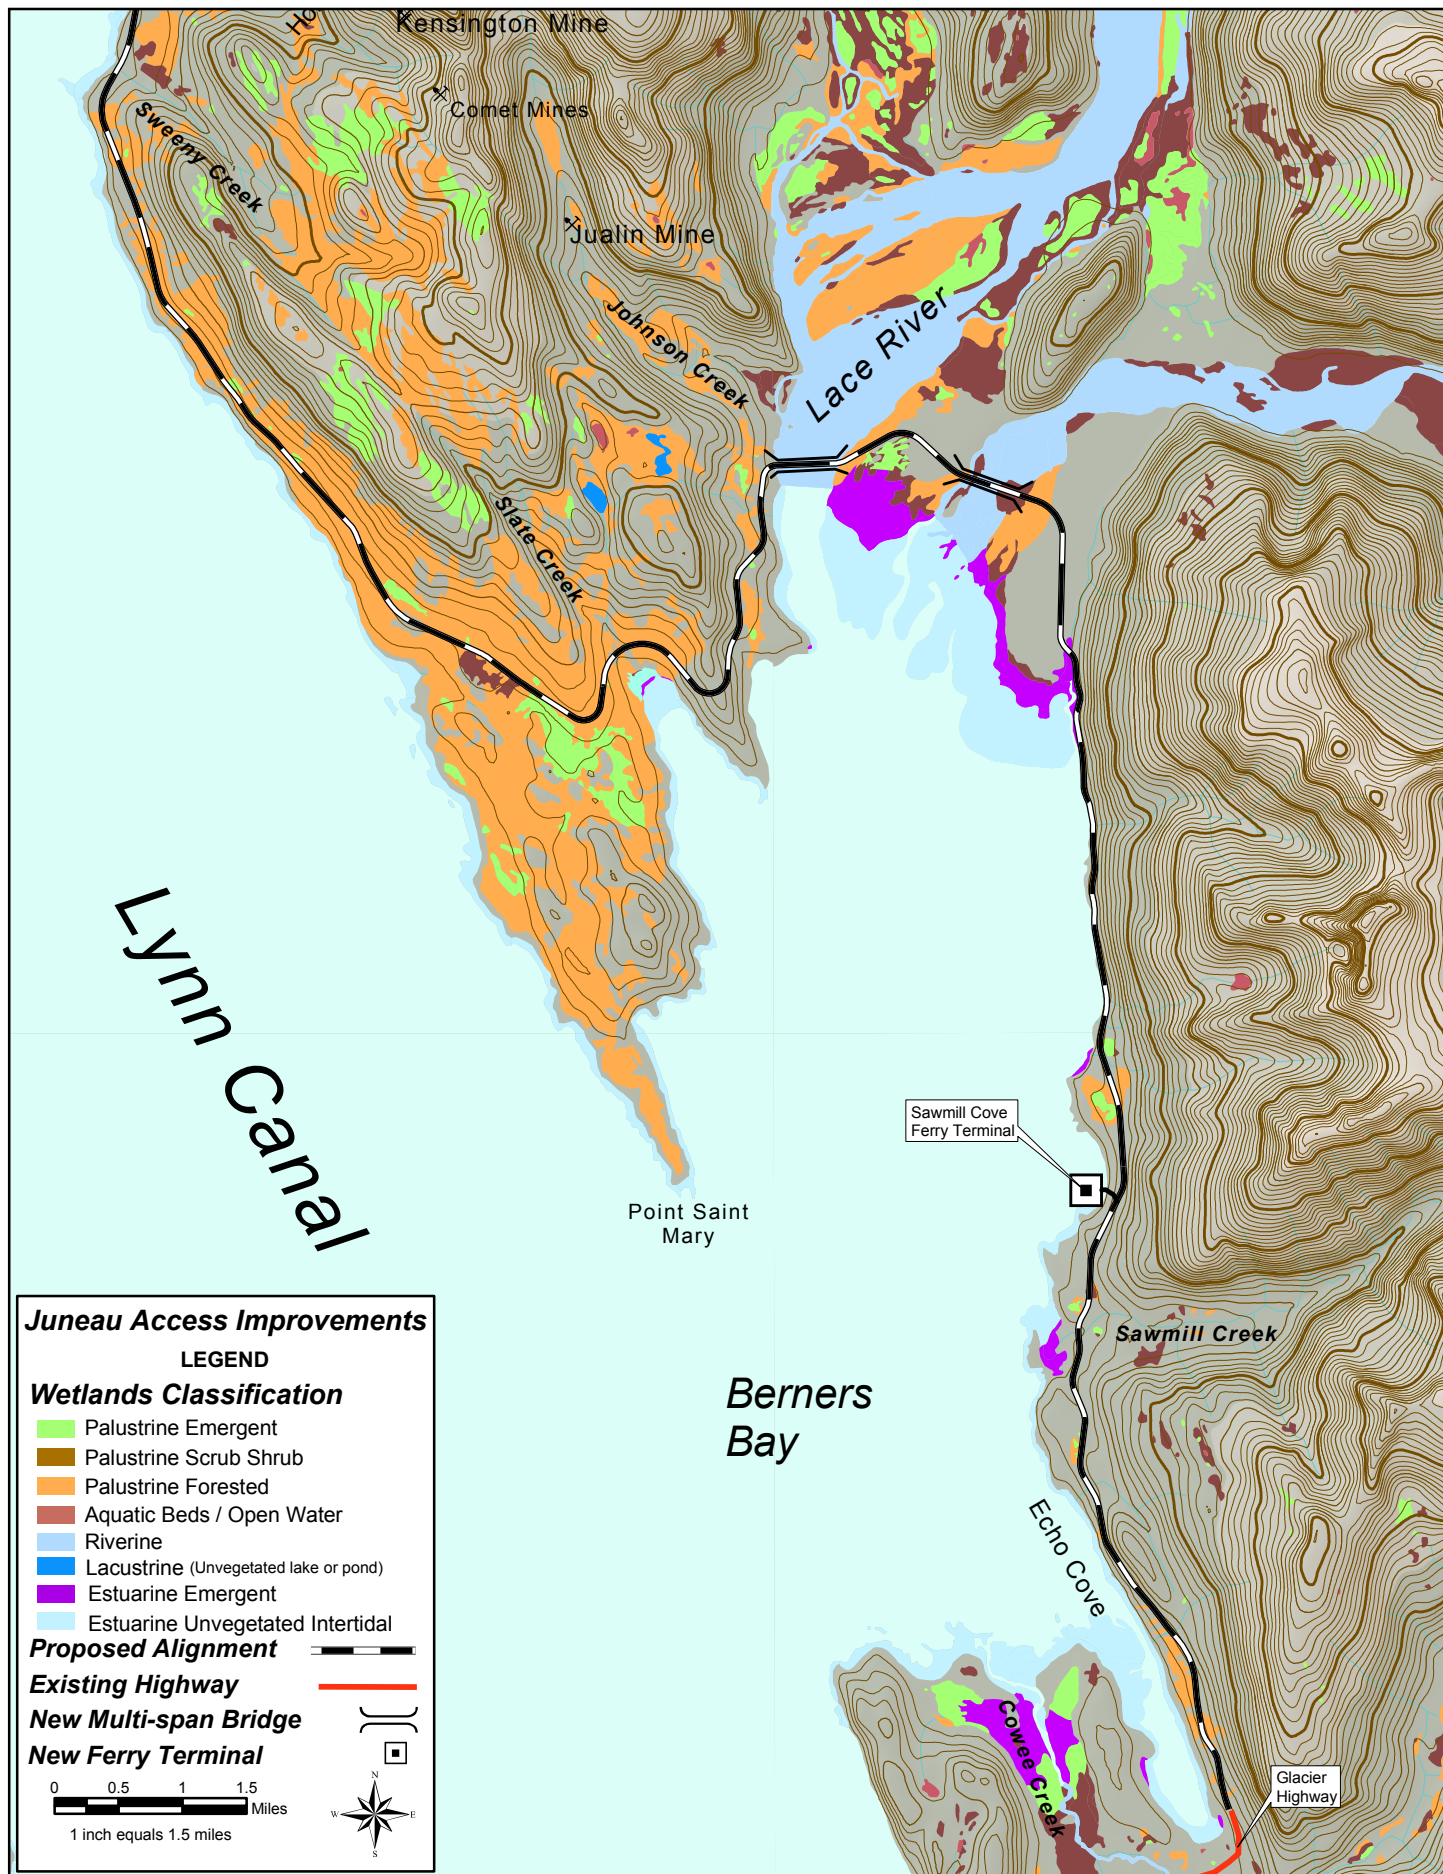 Kensington Mine
Comet Mines
Sweeny Creek
Jualin Mine
Johnson Creek
Lace River
Slate Creek
Lynn Canal
Sawmill Cove
Ferry Terminal
Point Saint
Mary
Sawmill Creek
Berners
Bay
Echo Cove
Cowee Creek
Glacier
Highway
Juneau Access Improvements
LEGEND
Wetlands Classification
Palustrine Emergent
Palustrine Scrub Shrub
Palustrine Forested
Aquatic Beds / Open Water
Riverine
Lacustrine (Unvegetated lake or pond)
Estuarine Emergent
Estuarine Unvegetated Intertidal
Proposed Alignment
Existing Highway
New Multi-span Bridge
New Ferry Terminal
0 0.5 1 1.5
Miles
1 inch equals 1.5 miles
N
W E
S